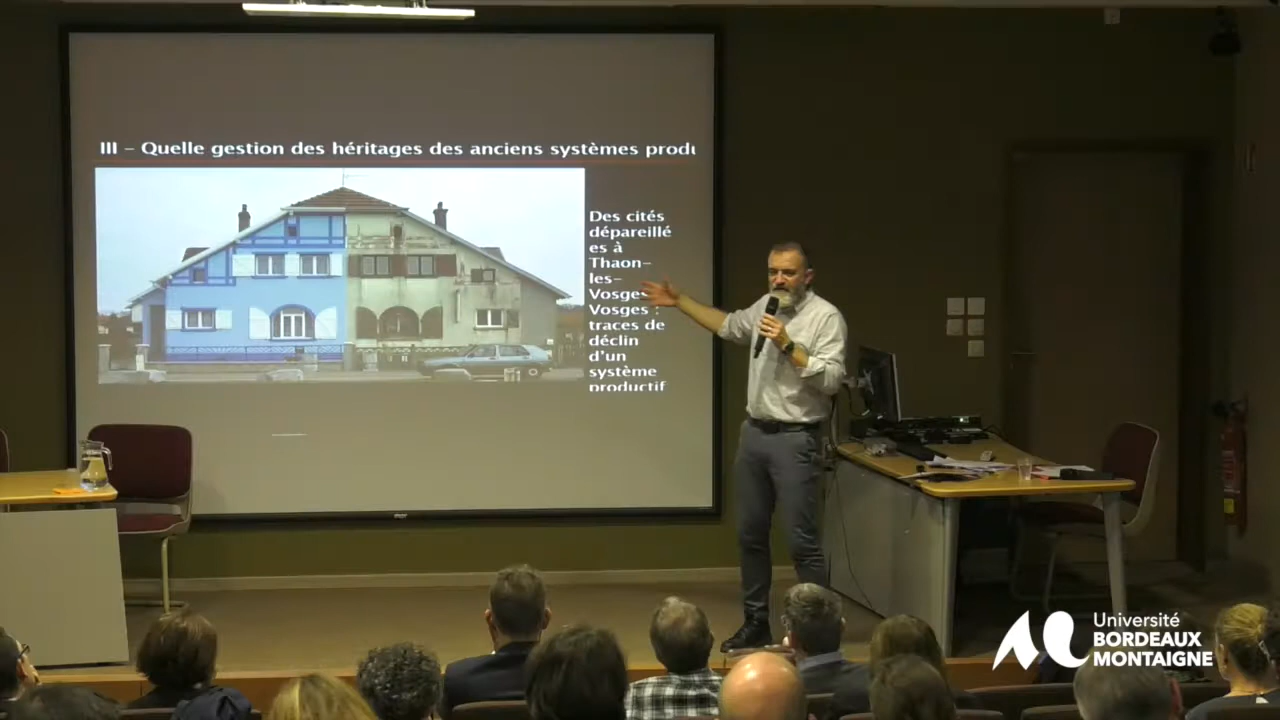 III – Quelle gestion des héritages des anciens systèmes produ
Des cités
dépareillé
es à
Thaon–
les–
Vosges
Vosges :
traces de
déclin
d'un
système
productif
Université
BORDEAUX
MONTAIGNE